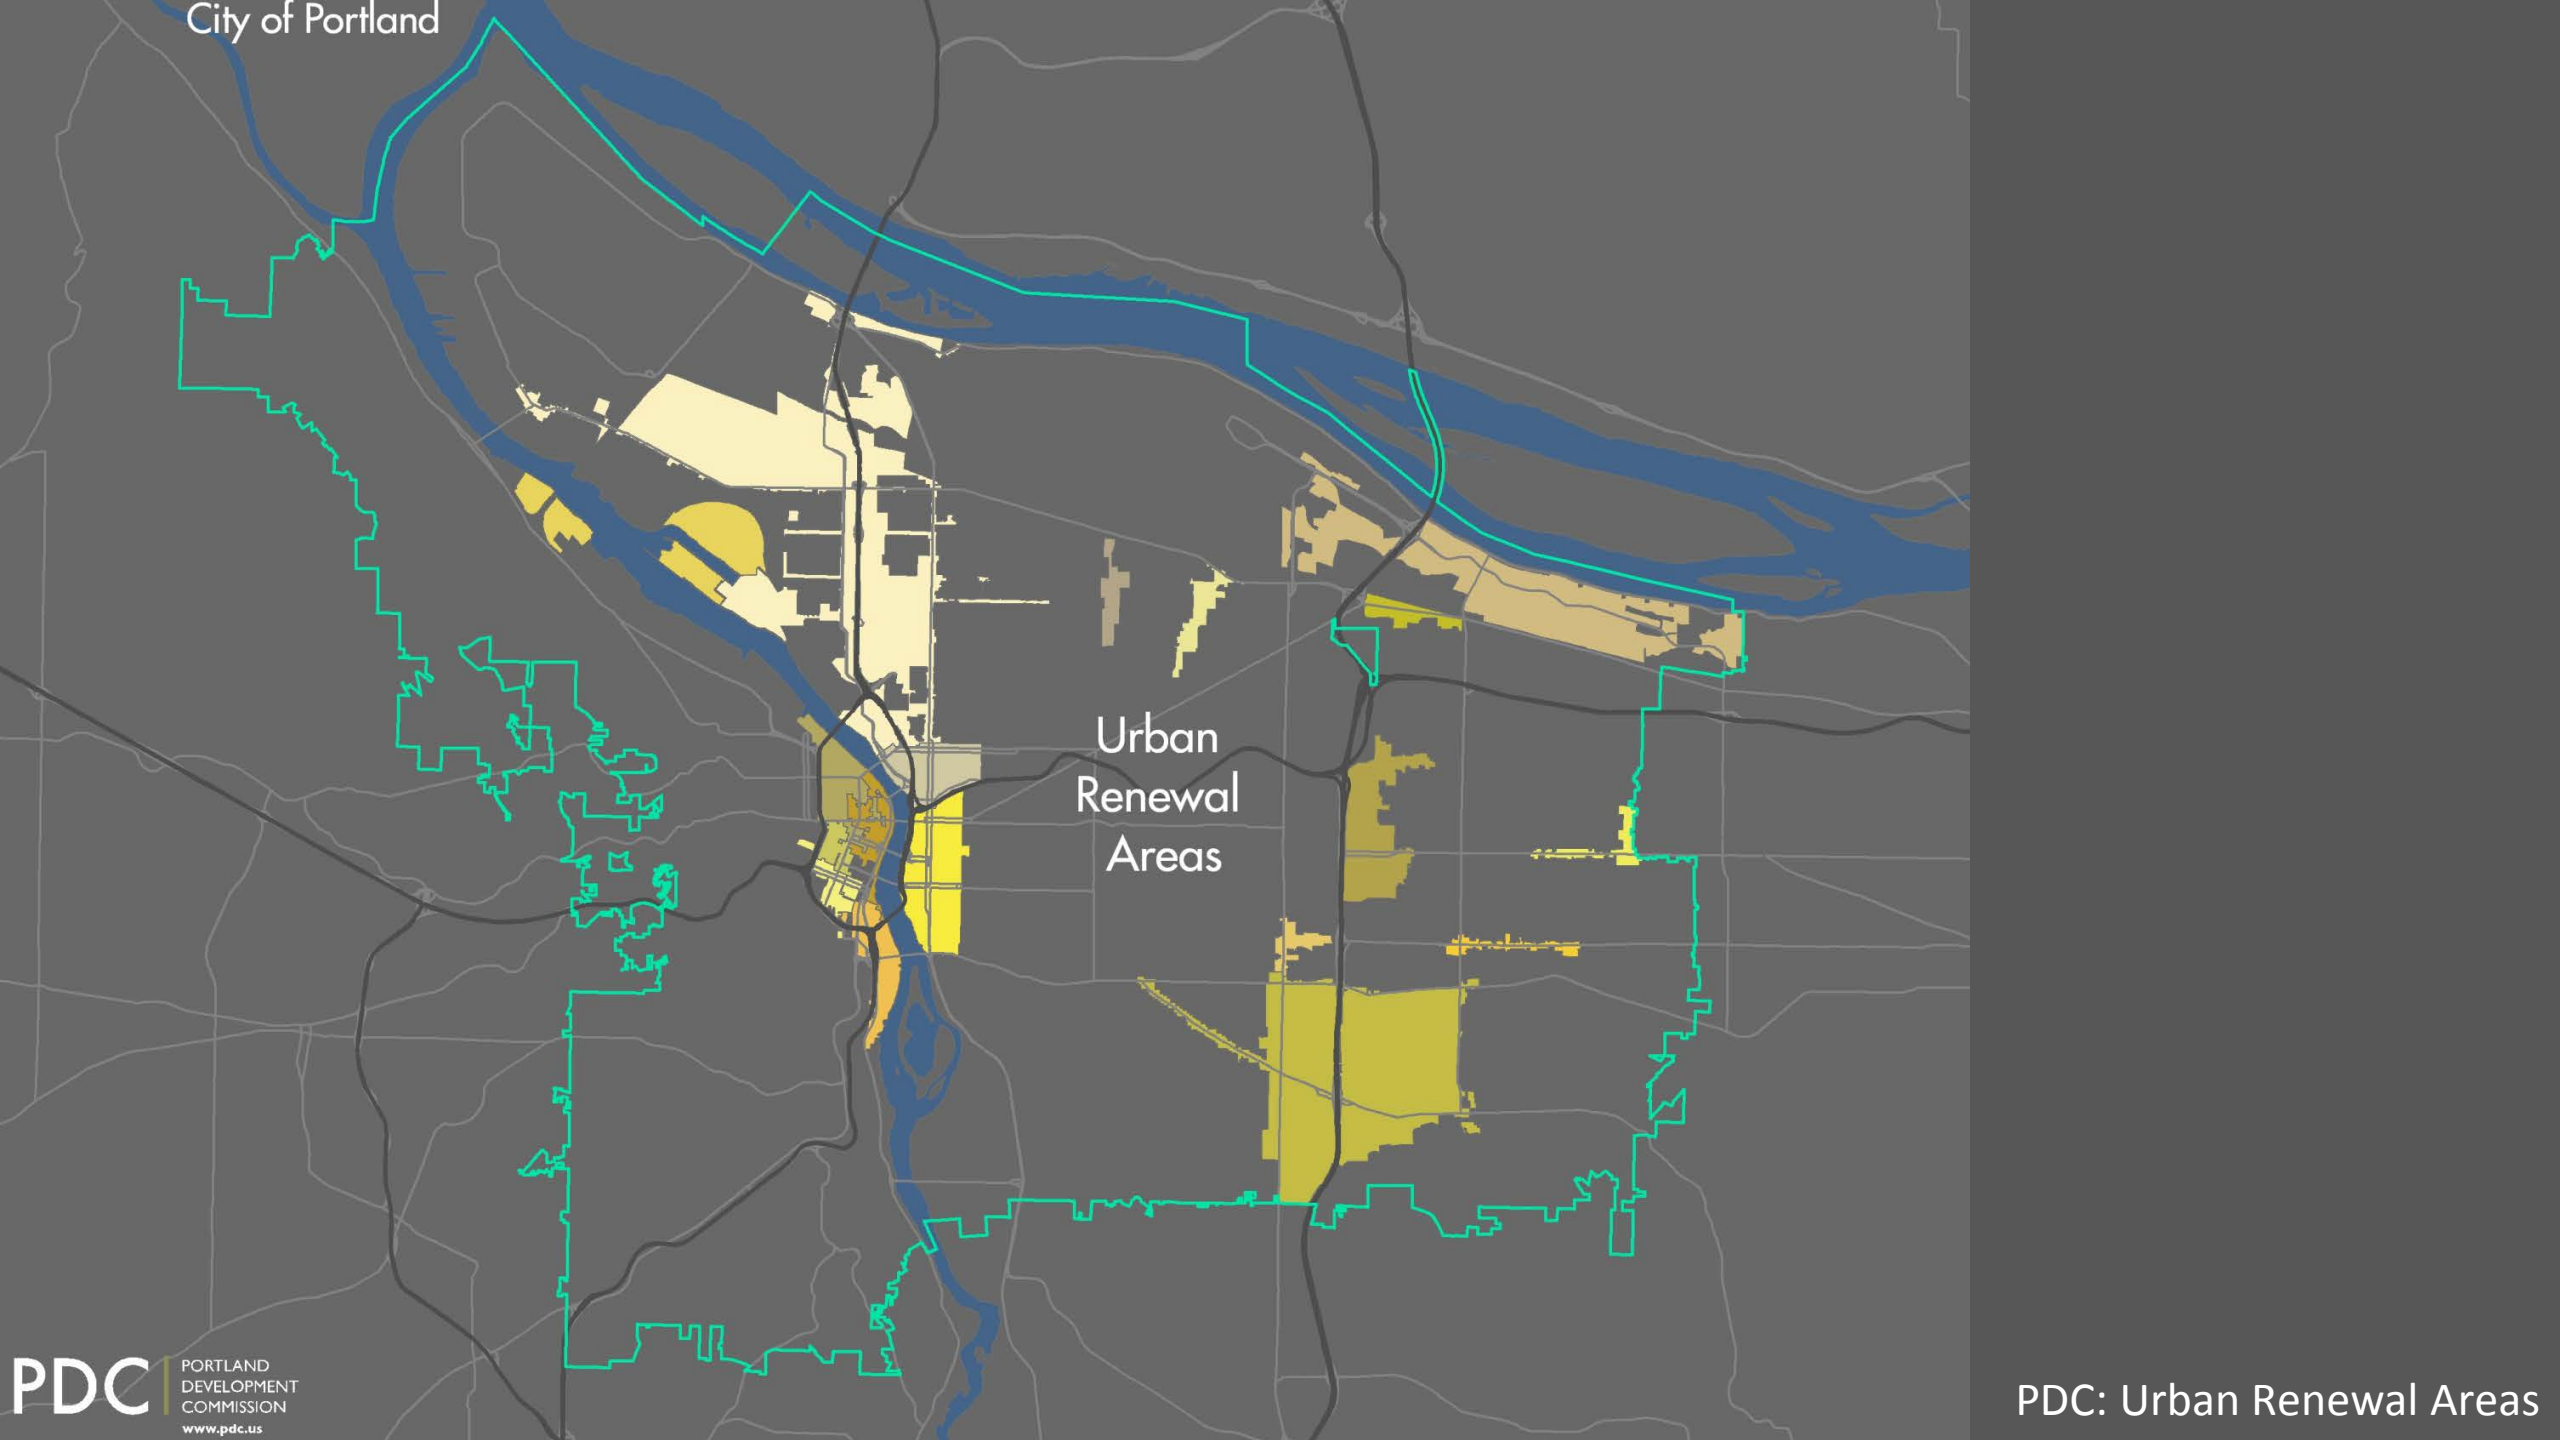 City of Portland
Urban
Renewal
Areas
PDC
PORTLAND
DEVELOPMENT
COMMISSION
www.pdc.us
PDC: Urban Renewal Areas